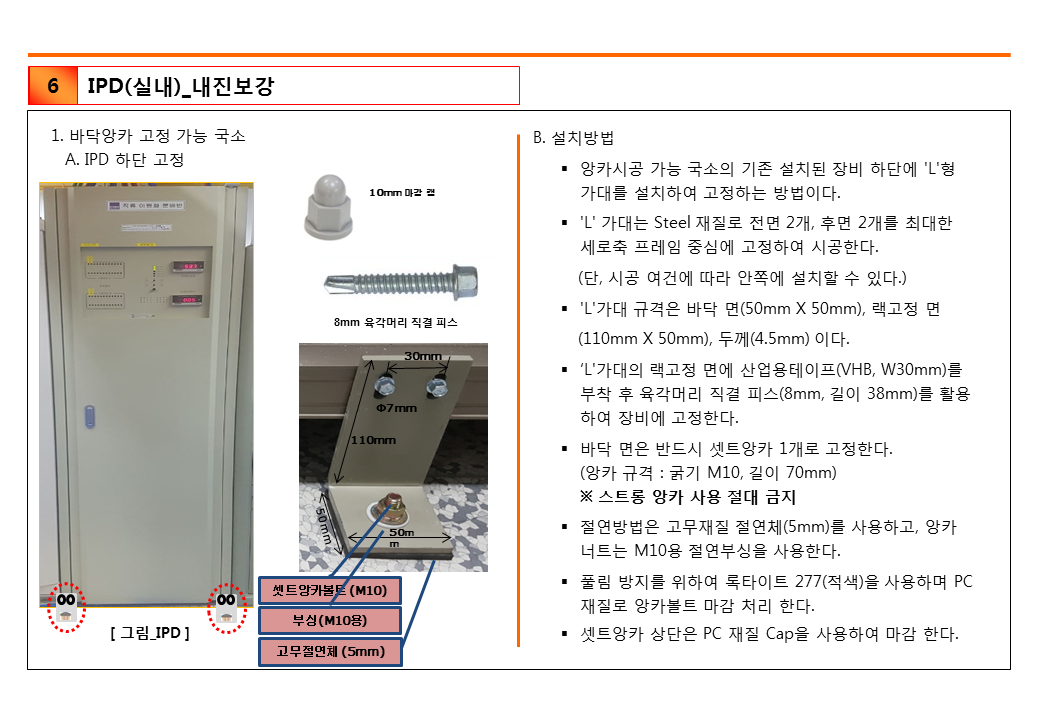 6
IPD(실내)_내진보강
1. 바닥앙카 고정 가능 국소
A. IPD 하단 고정
10mm 마감 캡
8mm 육각머리 직결 피스
30mm
Φ7mm
110mm
50mm
50m
m
셋트앙카볼트 (M10)
부싱(M10용)
고무절연체 (5mm)
[ 그림_IPD ]
B. 설치방법
▪ 앙카시공 가능 국소의 기존 설치된 장비 하단에 'L'형
가대를 설치하여 고정하는 방법이다.
▪ 'L' 가대는 Steel 재질로 전면 2개, 후면 2개를 최대한
세로축 프레임 중심에 고정하여 시공한다.
(단, 시공 여건에 따라 안쪽에 설치할 수 있다.)
▪ 'L'가대 규격은 바닥 면(50mm X 50mm), 랙고정 면
(110mm X 50mm), 두께(4.5mm) 이다.
▪ ‘L'가대의 랙고정 면에 산업용테이프(VHB, W30mm)를
부착 후 육각머리 직결 피스(8mm, 길이 38mm)를 활용
하여 장비에 고정한다.
▪ 바닥 면은 반드시 셋트앙카 1개로 고정한다.
(앙카 규격 : 굵기 M10, 길이 70mm)
※ 스트롱 앙카 사용 절대 금지
▪ 절연방법은 고무재질 절연체(5mm)를 사용하고, 앙카
너트는 M10용 절연부싱을 사용한다.
▪ 풀림 방지를 위하여 록타이트 277(적색)을 사용하며 PC
재질로 앙카볼트 마감 처리 한다.
▪ 셋트앙카 상단은 PC 재질 Cap을 사용하여 마감 한다.